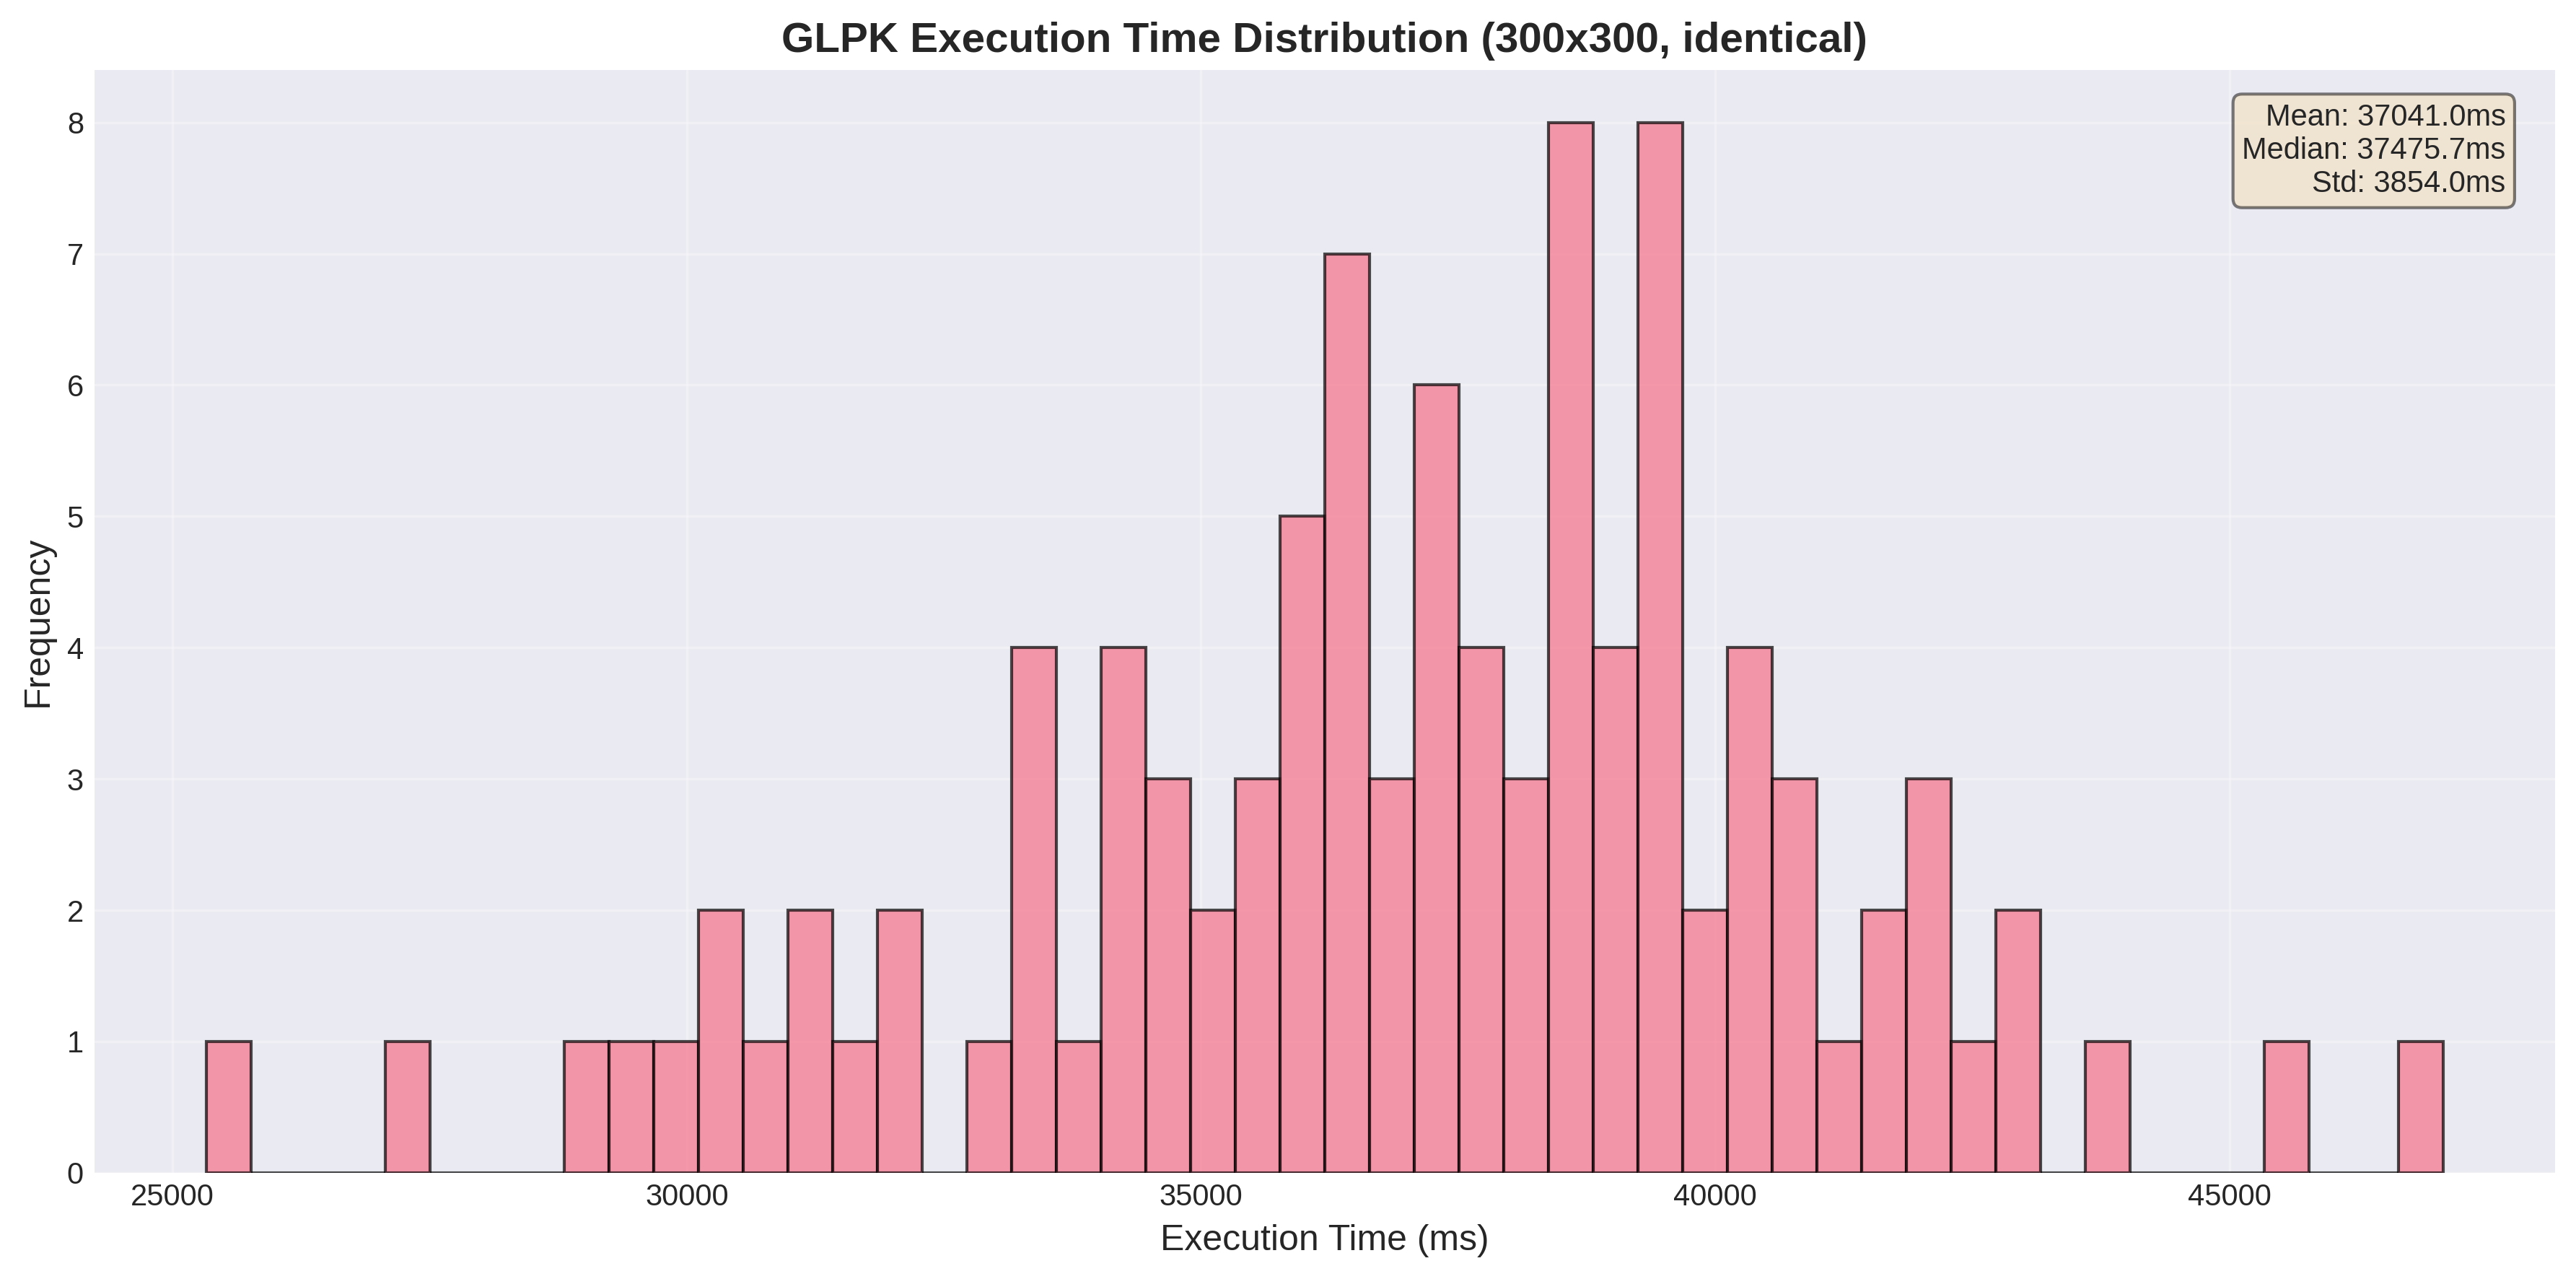 GLPK Execution Time Distribution (300x300, identical)
Mean: 37041.0ms
Median: 37475.7ms
Std: 3854.0ms
Frequency
8
7
6
5
4
3
2
1
0
25000 30000 35000 40000 45000
Execution Time (ms)